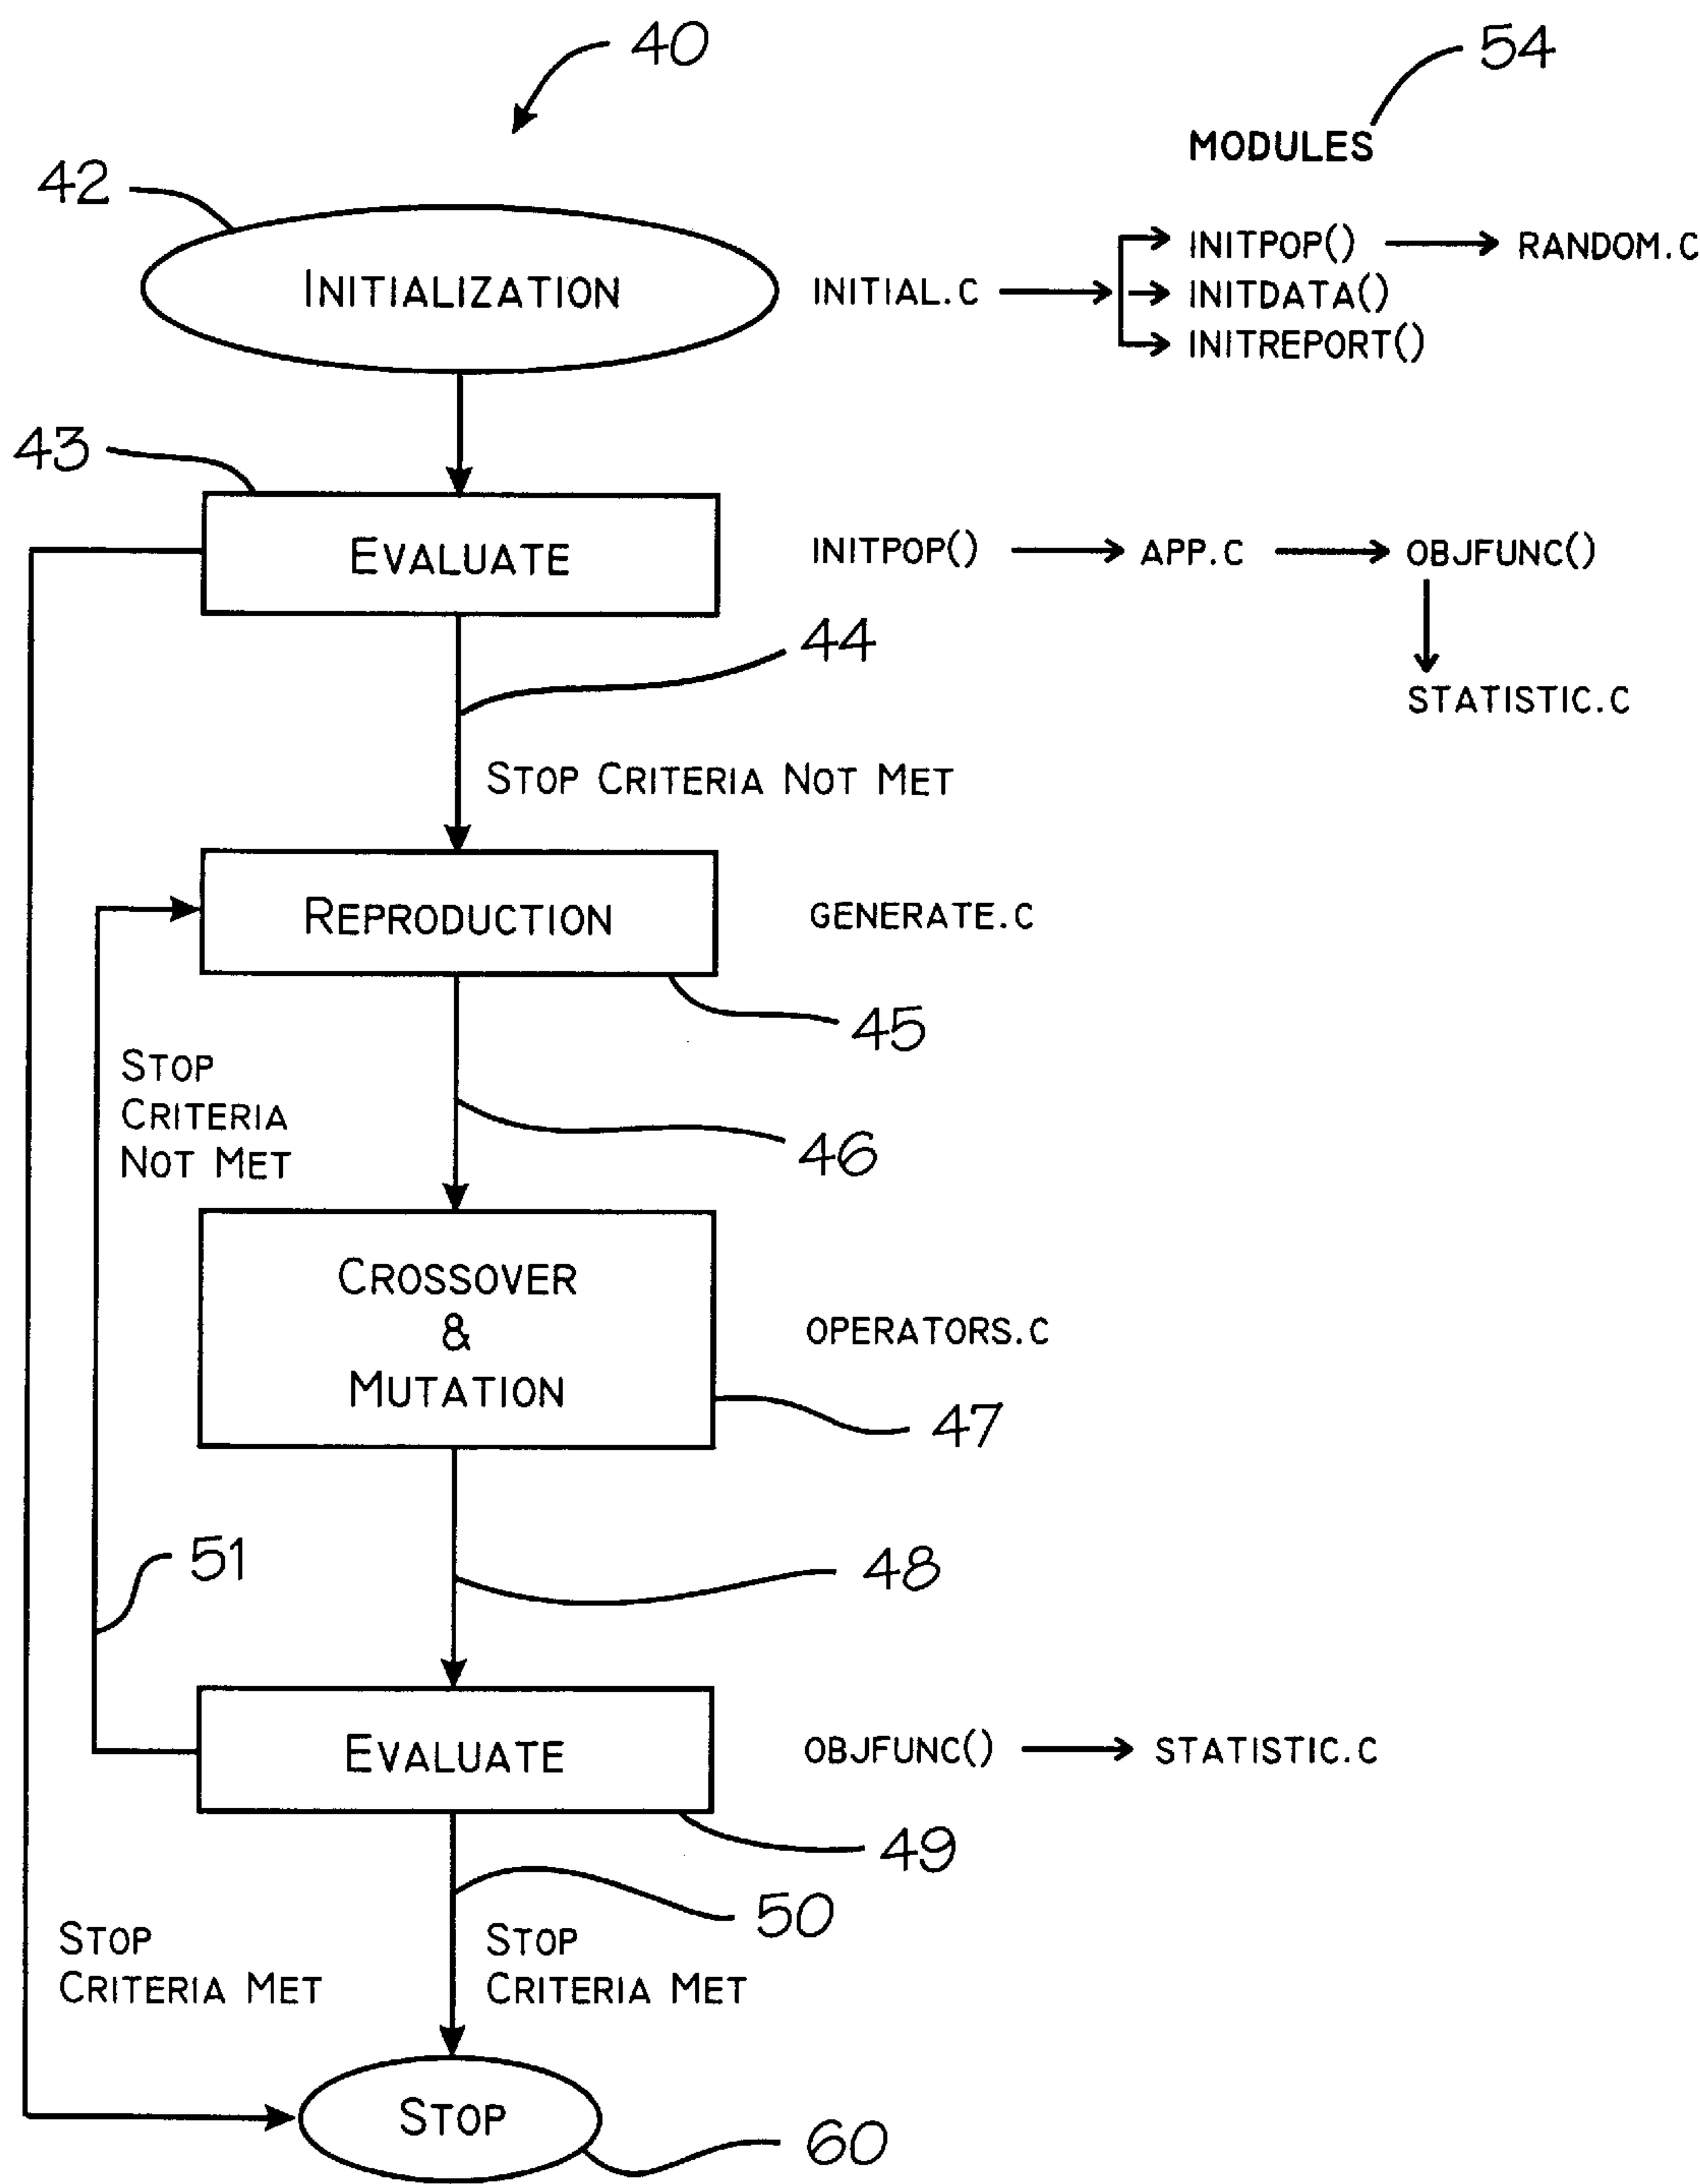 40
54
MODULES
42
INITIALIZATION
INITIAL.C
INITPOP()
RANDOM.C
INITDATA()
INITREPORT()
43
EVALUATE
INITPOP()
APP.C
OBJFUNC()
STATISTIC.C
44
STOP CRITERIA NOT MET
REPRODUCTION
GENERATE.C
45
STOP
CRITERIA
NOT MET
46
CROSSOVER
&
MUTATION
OPERATORS.C
47
51
48
EVALUATE
OBJFUNC()
STATISTIC.C
49
50
STOP
CRITERIA MET
STOP
CRITERIA MET
STOP
60